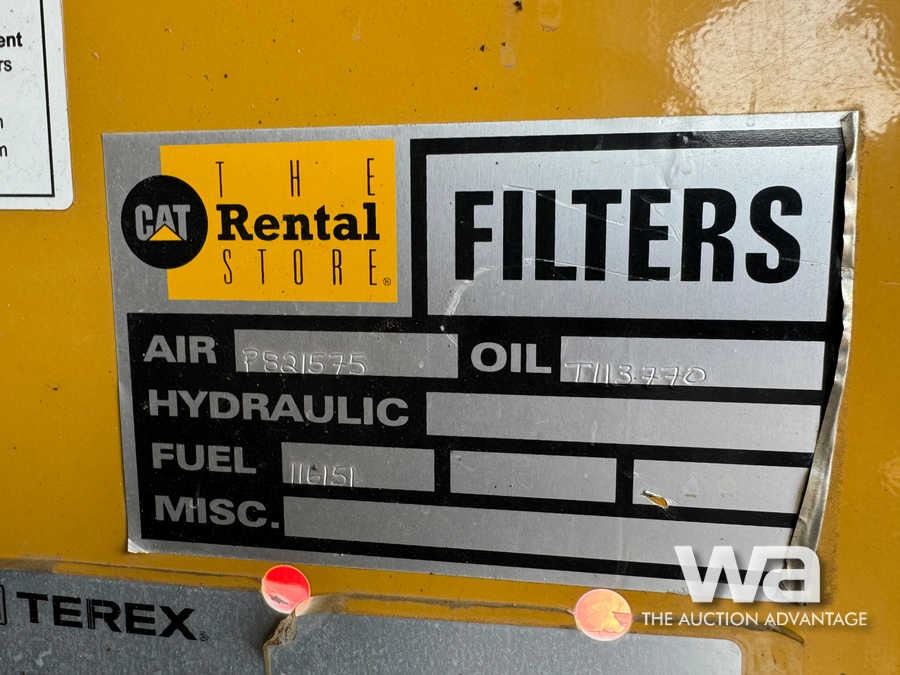 ent
rs
m
THE
CAT Rental
STORE®
FILTERS
AIR P821575 OIL T113770
HYDRAULIC
FUEL 116151
MISC.
TEREX
wa
THE AUCTION ADVANTAGE